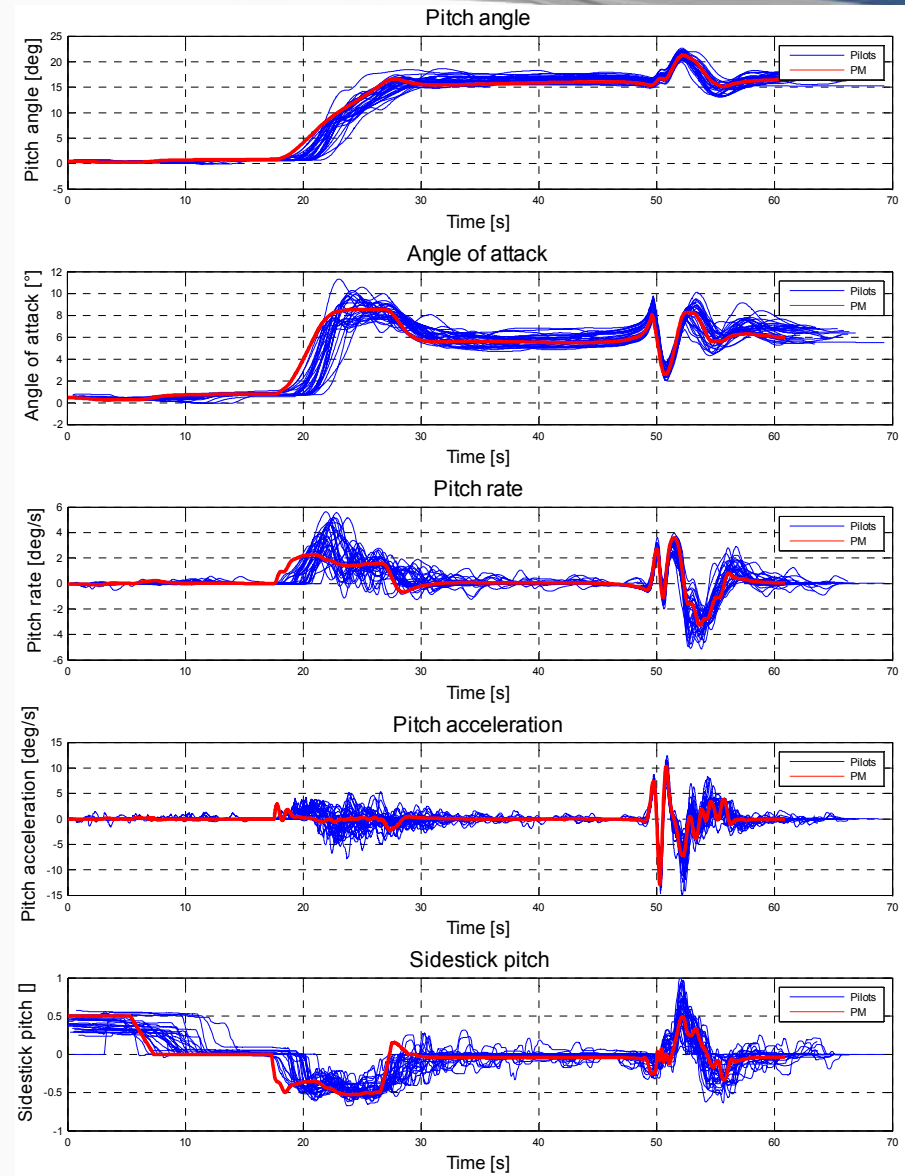 Pitch angle
Pitch angle [deg]
25
20
15
10
5
0
-5
0 10 20 30 40 50 60 70
Time [s]
Pilots
PM
Angle of attack
Angle of attack [°]
12
10
8
6
4
2
0
-2
0 10 20 30 40 50 60 70
Time [s]
Pilots
PM
Pitch rate
Pitch rate [deg/s]
6
4
2
0
-2
-4
-6
0 10 20 30 40 50 60 70
Time [s]
Pilots
PM
Pitch acceleration
Pitch acceleration [deg/s]
15
10
5
0
-5
-10
-15
0 10 20 30 40 50 60 70
Time [s]
Pilots
PM
Sidestick pitch
Sidestick pitch []
1
0.5
0
-0.5
-1
0 10 20 30 40 50 60 70
Time [s]
Pilots
PM